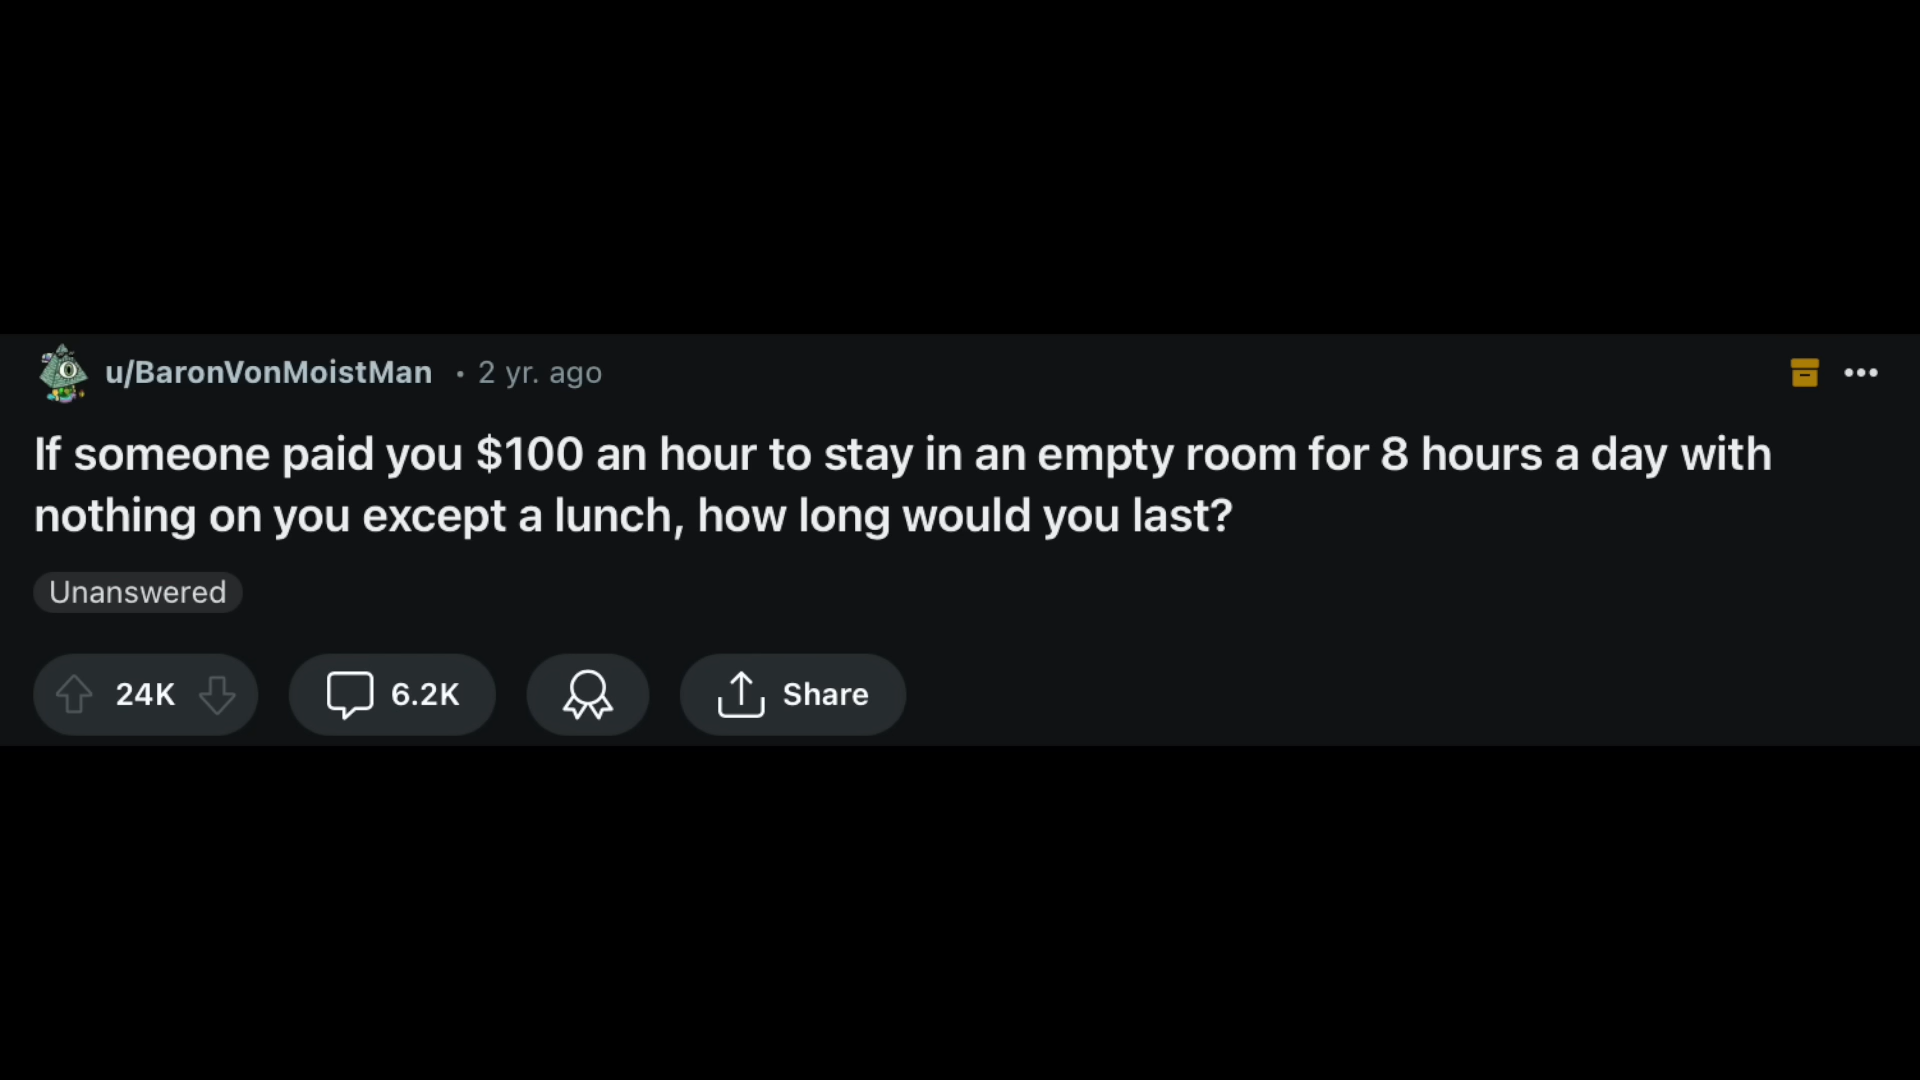 u/BaronVonMoistMan · 2 yr. ago
If someone paid you $100 an hour to stay in an empty room for 8 hours a day with
nothing on you except a lunch, how long would you last?
Unanswered
24K 6.2K Share